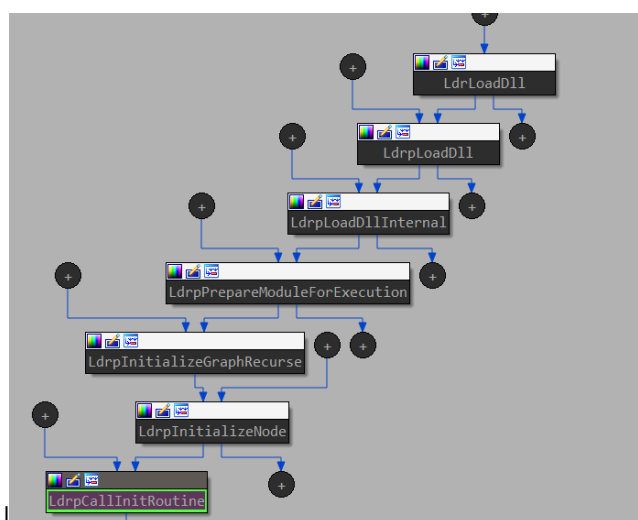 LdrLoadDll
LdrpLoadDll
LdrpLoadDllInternal
LdrpPrepareModuleForExecution
LdrpInitializeGraphRecurse
LdrpInitializeNode
LdrpCallInitRoutine